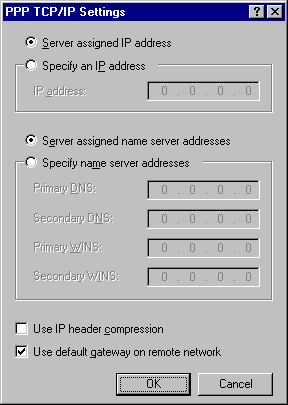 PPP TCP/IP Settings
Server assigned IP address
Specify an IP address
IP address:
0 . 0 . 0 . 0
Server assigned name server addresses
Specify name server addresses
Primary DNS:
0 . 0 . 0 . 0
Secondary DNS:
0 . 0 . 0 . 0
Primary WINS:
0 . 0 . 0 . 0
Secondary WINS:
0 . 0 . 0 . 0
Use IP header compression
Use default gateway on remote network
OK
Cancel